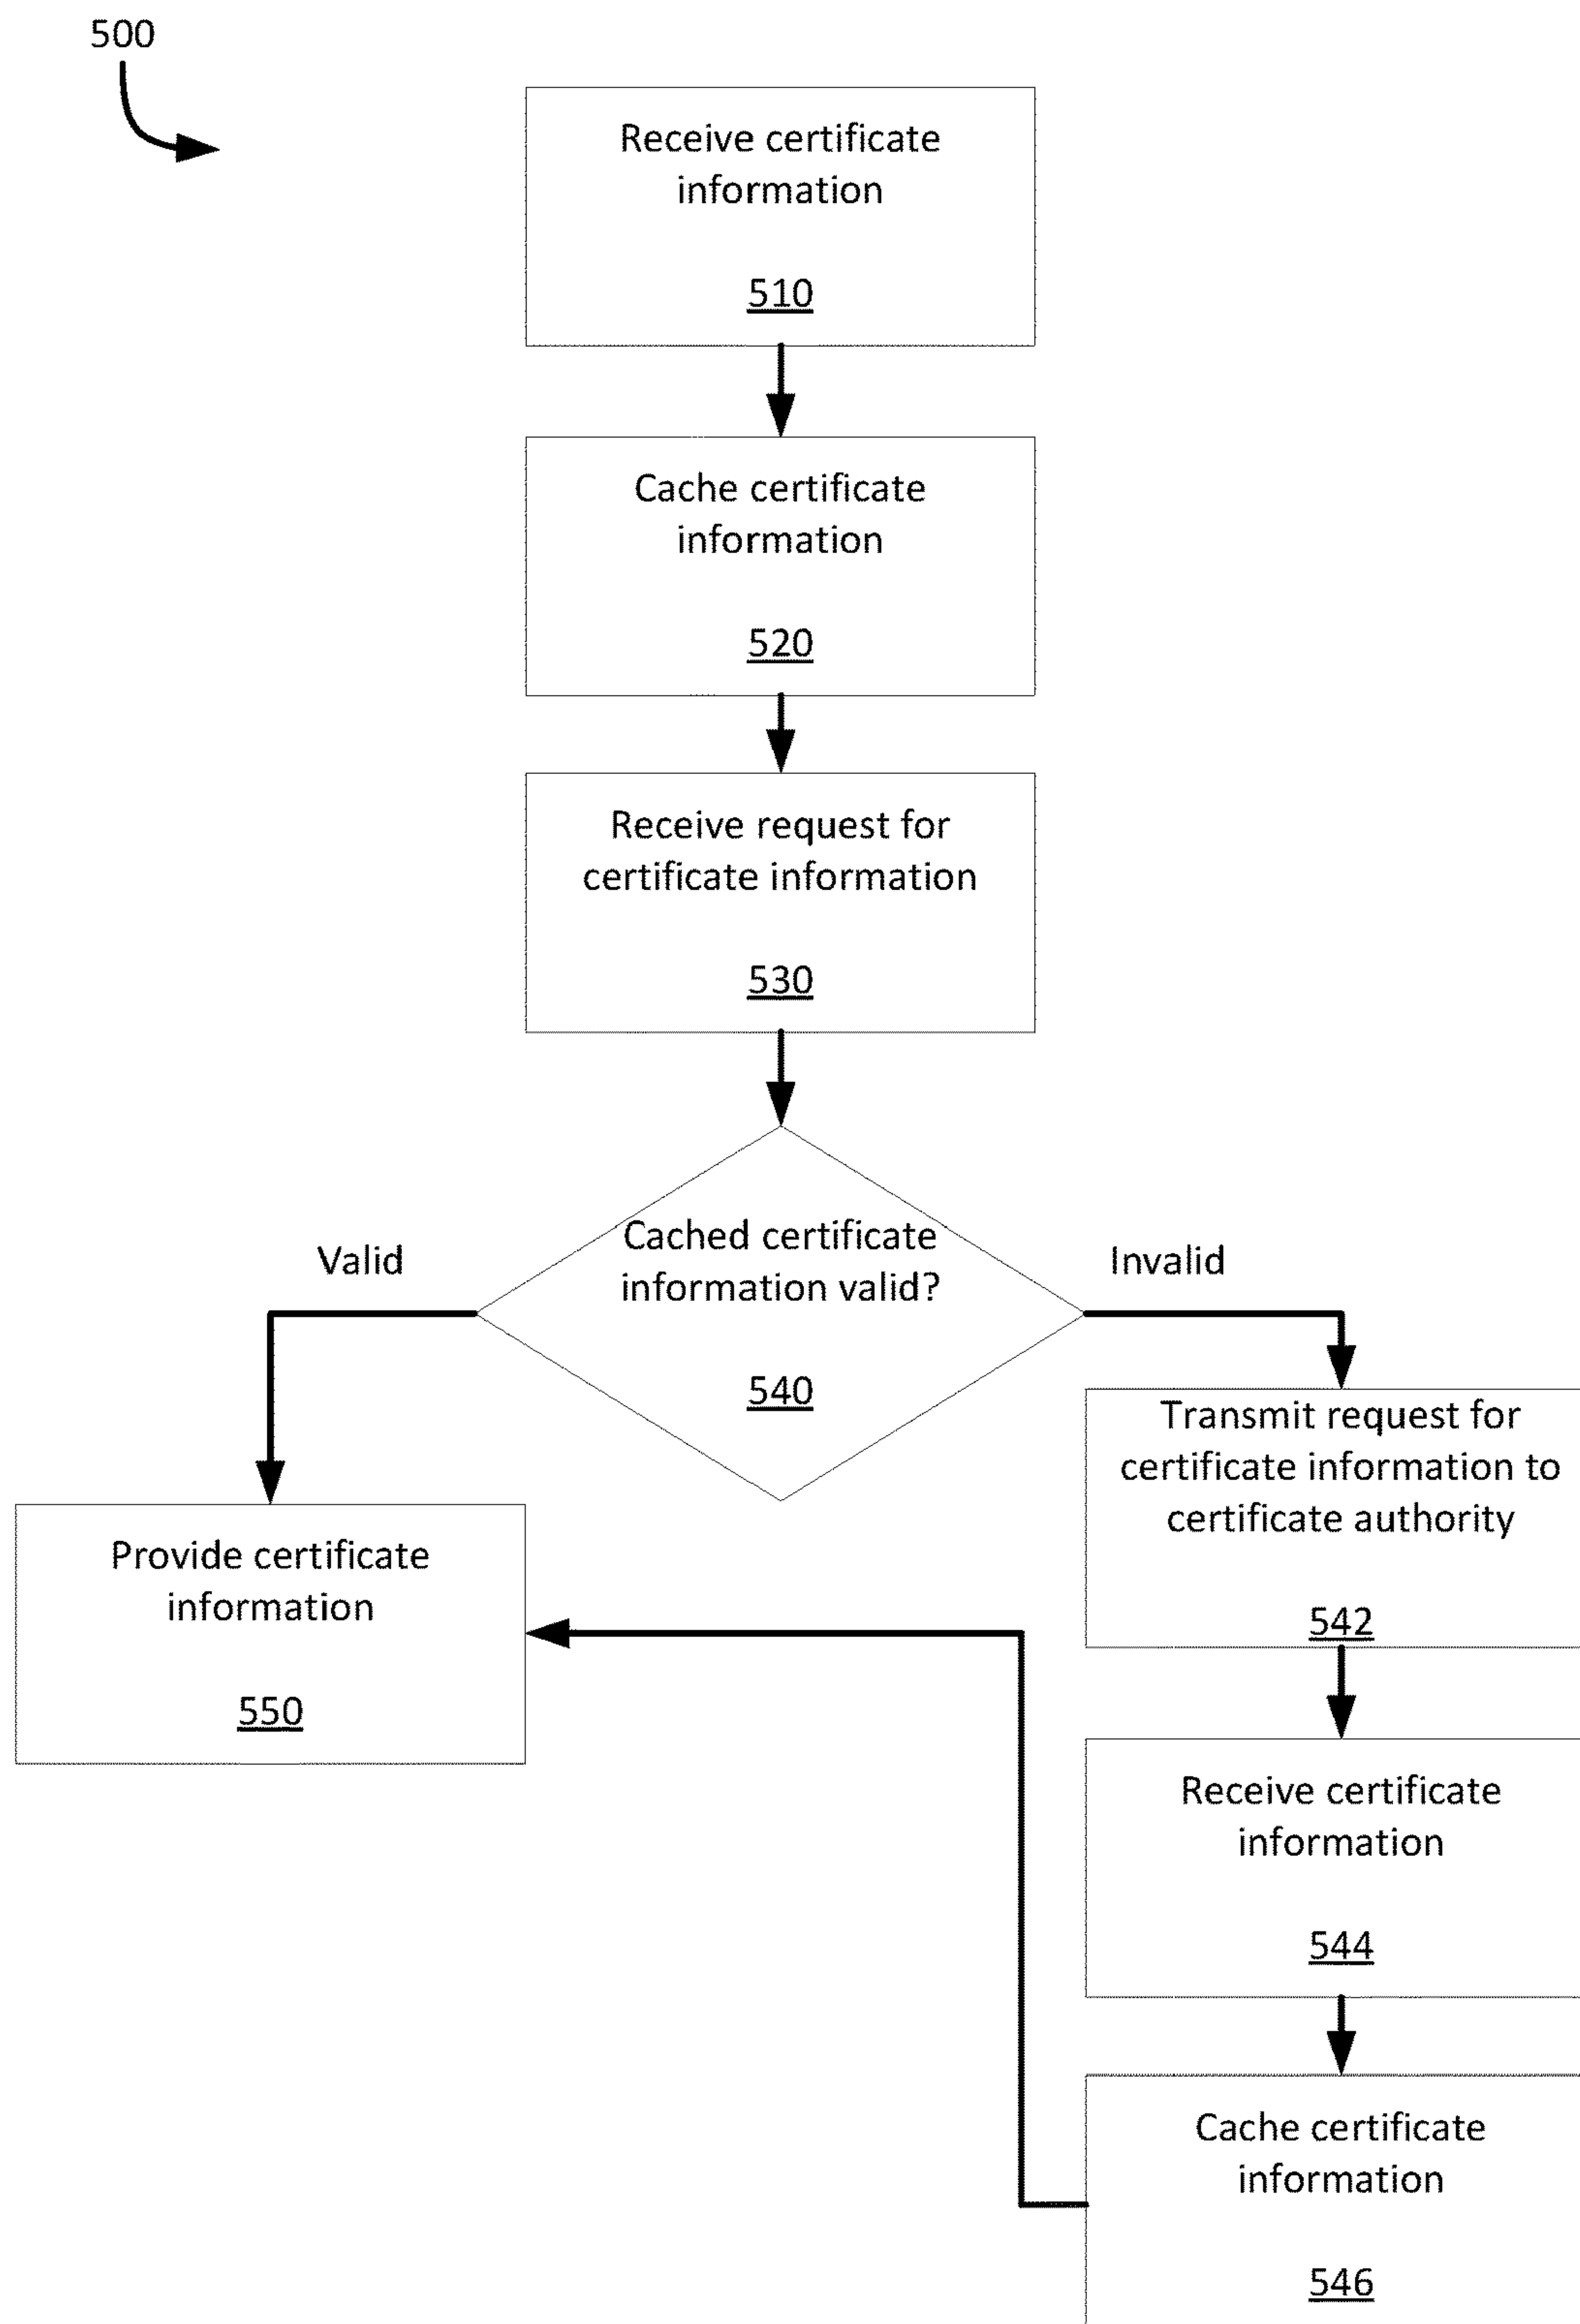 500
Receive certificate
information
510
Cache certificate
information
520
Receive request for
certificate information
530
Cached certificate
information valid?
540
Valid
Invalid
Provide certificate
information
550
Transmit request for
certificate information to
certificate authority
542
Receive certificate
information
544
Cache certificate
information
546